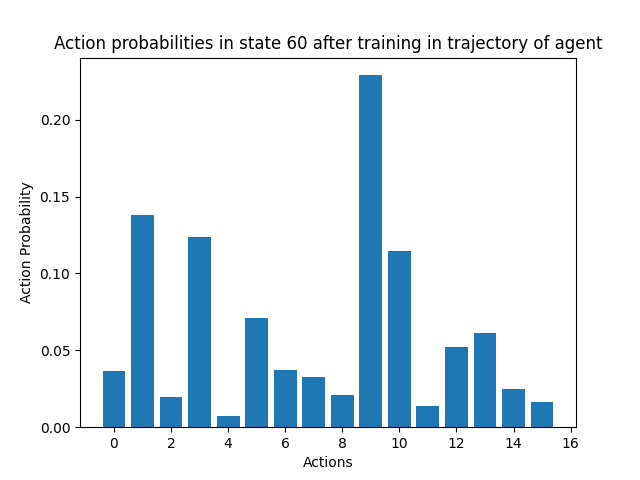 Action probabilities in state 60 after training in trajectory of agent
Action Probability
0.20
0.15
0.10
0.05
0.00
0 2 4 6 8 10 12 14 16
Actions